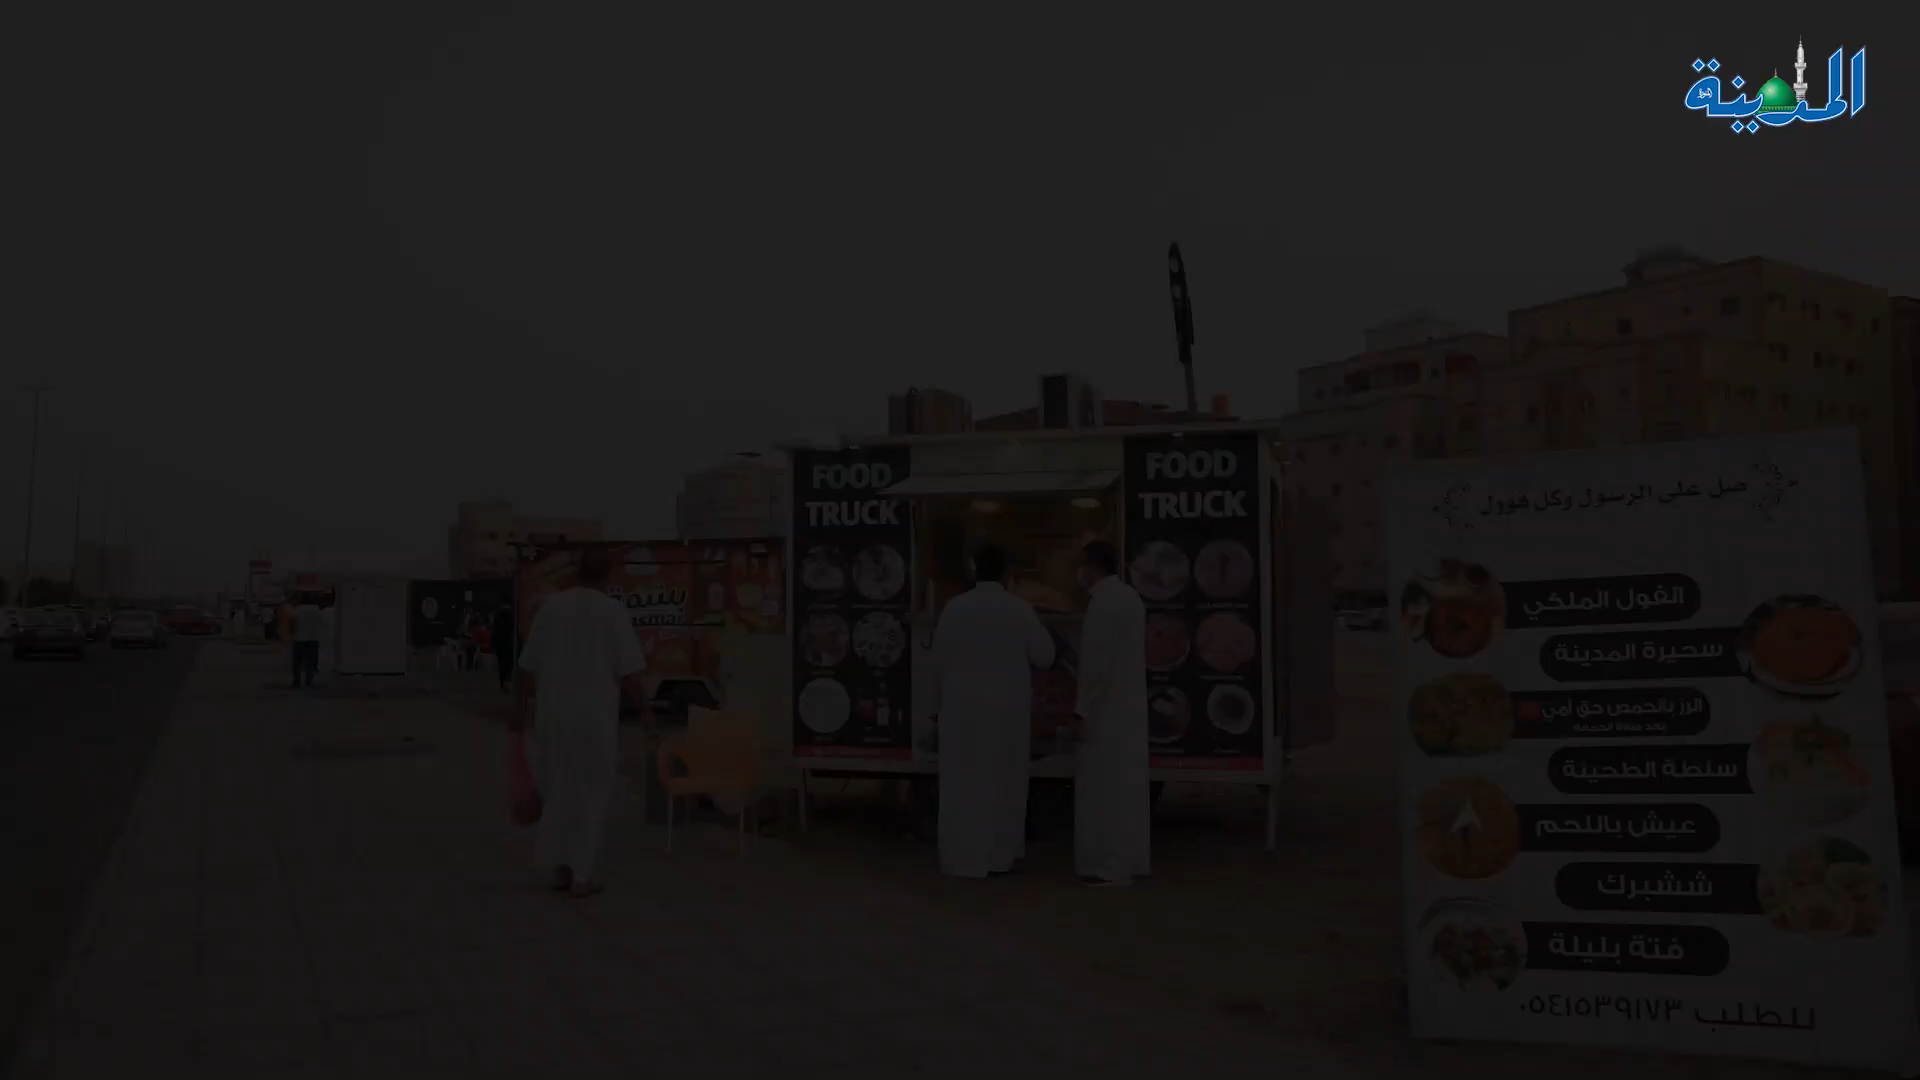 المدينة
FOOD
TRUCK
FOOD
TRUCK
صل على الرسول وكل فوول
الفول الملكي
سحيرة المدينة
الرز بالحمص حق أمي
سلطة الطحينة
عيش باللحم
ششبرك
فتة بليلة
للطلب ٠٥٤١٥٣٩١٧٣